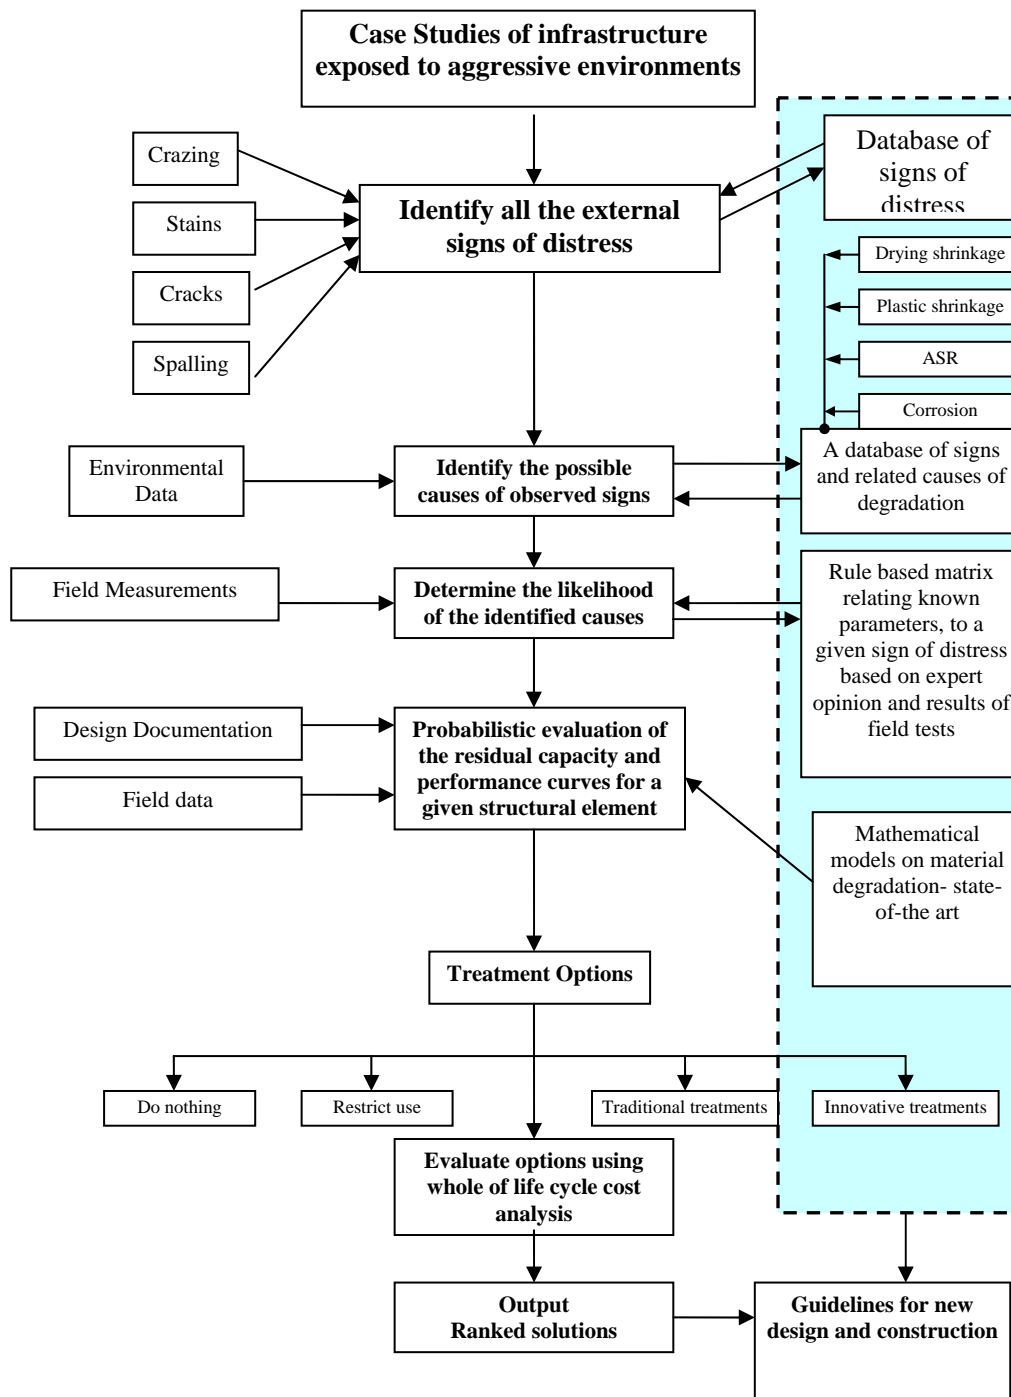 Case Studies of infrastructure
exposed to aggressive environments
Crazing
Stains
Cracks
Spalling
Identify all the external
signs of distress
Database of
signs of
distress
Drying shrinkage
Plastic shrinkage
ASR
Corrosion
Environmental
Data
Identify the possible
causes of observed signs
A database of signs
and related causes of
degradation
Field Measurements
Determine the likelihood
of the identified causes
Rule based matrix
relating known
parameters, to a
given sign of distress
based on expert
opinion and results of
field tests
Design Documentation
Field data
Probabilistic evaluation of
the residual capacity and
performance curves for a
given structural element
Mathematical
models on material
degradation- state-
of-the art
Treatment Options
Do nothing
Restrict use
Traditional treatments
Innovative treatments
Evaluate options using
whole of life cycle cost
analysis
Output
Ranked solutions
Guidelines for new
design and construction